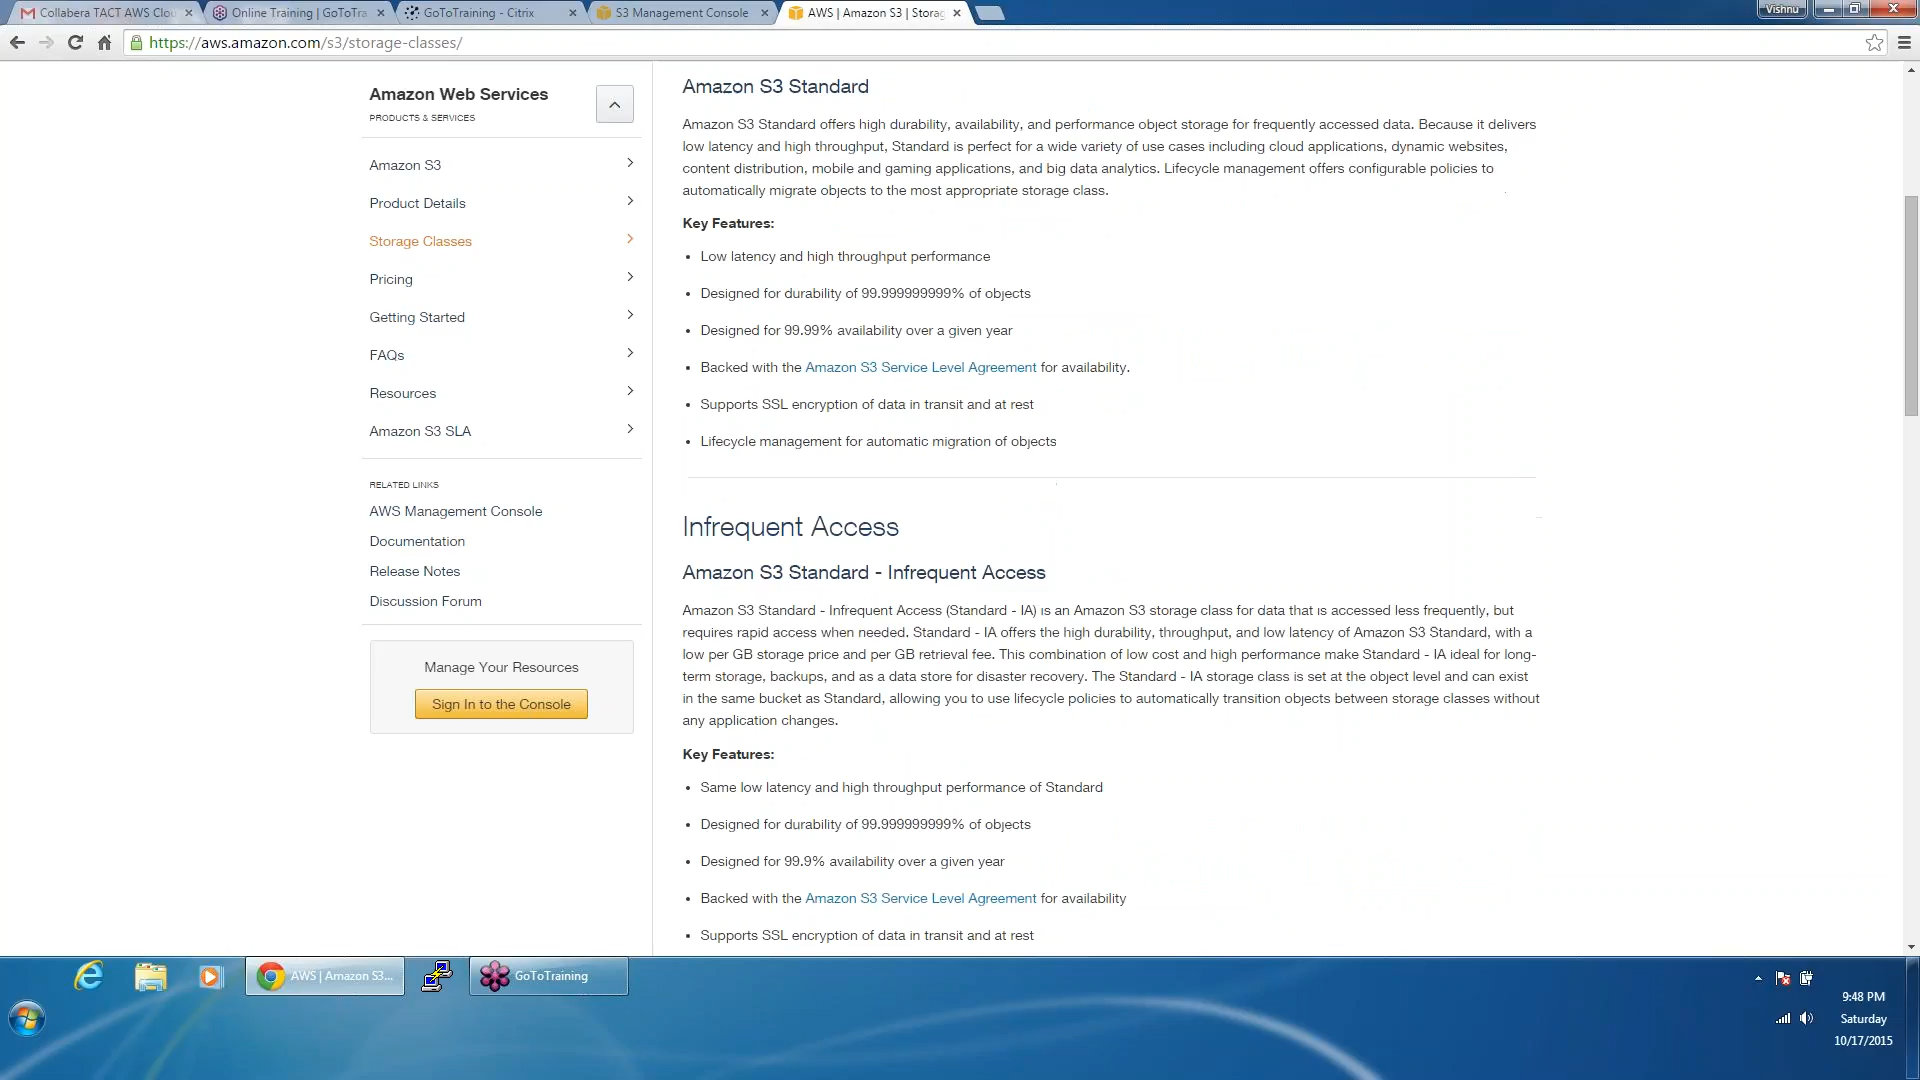 Collabera TACT AWS Clou
Online Training | GoToTra
GoToTraining - Citrix
S3 Management Console
AWS | Amazon S3 | Storag
Vishnu
https://aws.amazon.com/s3/storage-classes/
Amazon Web Services
PRODUCTS & SERVICES
Amazon S3
Product Details
Storage Classes
Pricing
Getting Started
FAQs
Resources
Amazon S3 SLA
RELATED LINKS
AWS Management Console
Documentation
Release Notes
Discussion Forum
Manage Your Resources
Sign In to the Console
Amazon S3 Standard
Amazon S3 Standard offers high durability, availability, and performance object storage for frequently accessed data. Because it delivers
low latency and high throughput, Standard is perfect for a wide variety of use cases including cloud applications, dynamic websites,
content distribution, mobile and gaming applications, and big data analytics. Lifecycle management offers configurable policies to
automatically migrate objects to the most appropriate storage class.
Key Features:
• Low latency and high throughput performance
• Designed for durability of 99.999999999% of objects
• Designed for 99.99% availability over a given year
• Backed with the Amazon S3 Service Level Agreement for availability.
• Supports SSL encryption of data in transit and at rest
• Lifecycle management for automatic migration of objects
Infrequent Access
Amazon S3 Standard - Infrequent Access
Amazon S3 Standard - Infrequent Access (Standard - IA) is an Amazon S3 storage class for data that is accessed less frequently, but
requires rapid access when needed. Standard - IA offers the high durability, throughput, and low latency of Amazon S3 Standard, with a
low per GB storage price and per GB retrieval fee. This combination of low cost and high performance make Standard - IA ideal for long-
term storage, backups, and as a data store for disaster recovery. The Standard - IA storage class is set at the object level and can exist
in the same bucket as Standard, allowing you to use lifecycle policies to automatically transition objects between storage classes without
any application changes.
Key Features:
• Same low latency and high throughput performance of Standard
• Designed for durability of 99.999999999% of objects
• Designed for 99.9% availability over a given year
• Backed with the Amazon S3 Service Level Agreement for availability
• Supports SSL encryption of data in transit and at rest
AWS | Amazon S3...
GoToTraining
9:48 PM
Saturday
10/17/2015